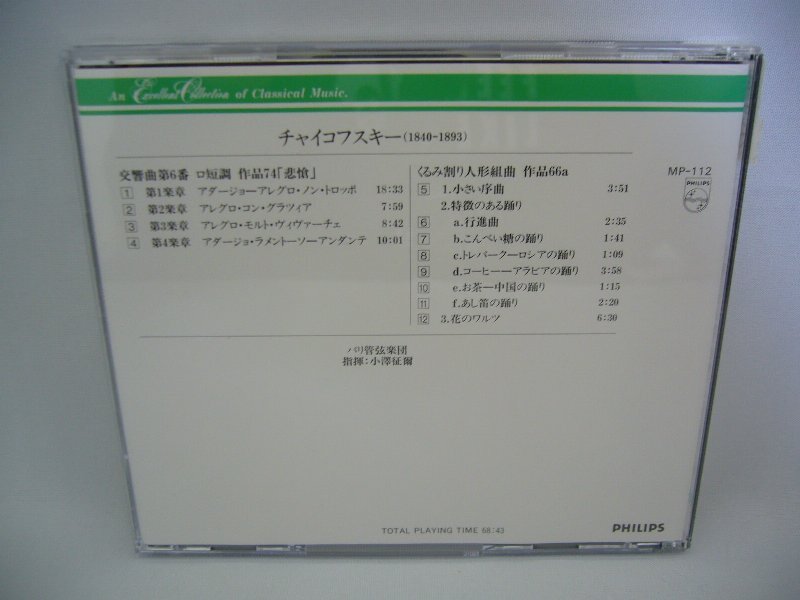 An Excellent Collection of Classical Music.
チャイコフスキー(1840-1893)
交響曲第6番 ロ短調 作品74「悲愴」
1 第1楽章 アダージョーアレグロ・ノン・トロッポ 18:33
2 第2楽章 アレグロ・コン・グラツィア 7:59
3 第3楽章 アレグロ・モルト・ヴィヴァーチェ 8:42
4 第4楽章 アダージョ・ラメントーソーアンダンテ 10:01
くるみ割り人形組曲 作品66a
5 1.小さい序曲 3:51
2.特徴のある踊り
6 a.行進曲 2:35
7 b.こんぺい糖の踊り 1:41
8 c.トレパークーロシアの踊り 1:09
9 d.コーヒーーアラビアの踊り 3:58
10 e.お茶ー中国の踊り 1:15
11 f.あし笛の踊り 2:20
12 3.花のワルツ 6:30
MP-112
PHILIPS
パリ管弦楽団
指揮:小澤征爾
TOTAL PLAYING TIME 68:43
PHILIPS